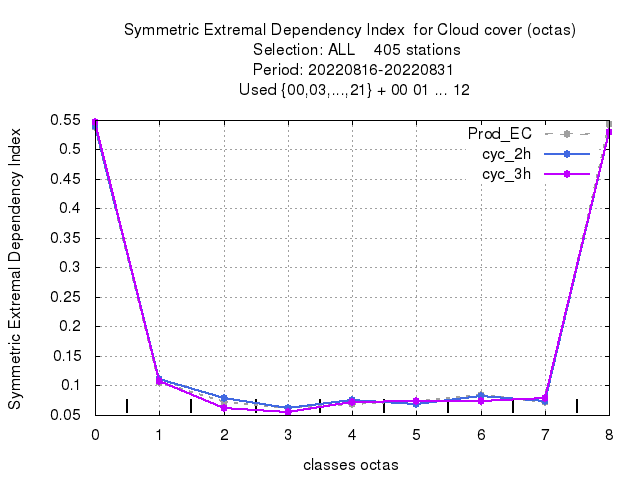 Symmetric Extremal Dependency Index  for Cloud cover (octas)
Selection: ALL    405 stations
Period: 20220816-20220831
Used {00,03,...,21} + 00 01 ... 12
Symmetric Extremal Dependency Index
0.55
0.5
0.45
0.4
0.35
0.3
0.25
0.2
0.15
0.1
0.05
Prod_EC
cyc_2h
cyc_3h
0 1 2 3 4 5 6 7 8
classes octas